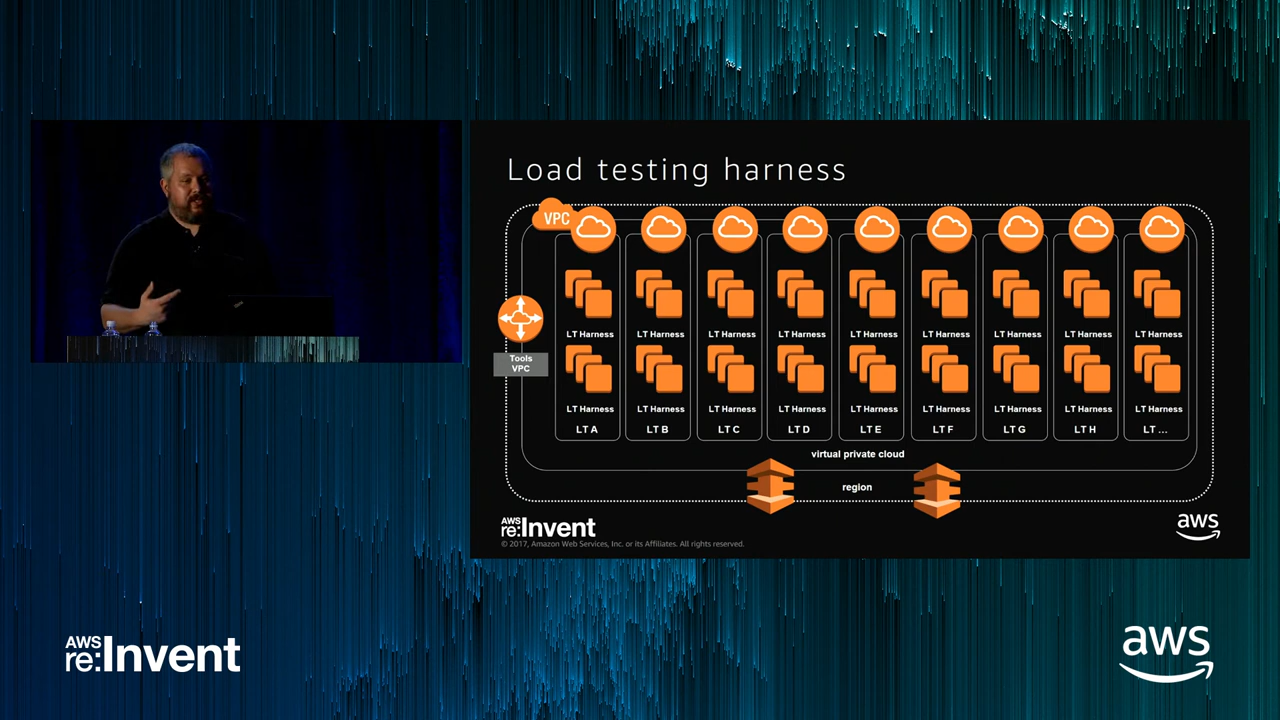 Load testing harness
VPC
Tools
VPC
LT Harness LT Harness LT Harness LT Harness LT Harness LT Harness LT Harness LT Harness LT Harness
LT Harness LT Harness LT Harness LT Harness LT Harness LT Harness LT Harness LT Harness LT Harness
LT A LT B LT C LT D LT E LT F LT G LT H LT ...
virtual private cloud
region
AWS
re:Invent
© 2017, Amazon Web Services, Inc. or its Affiliates. All rights reserved.
aws
AWS
re:Invent
aws